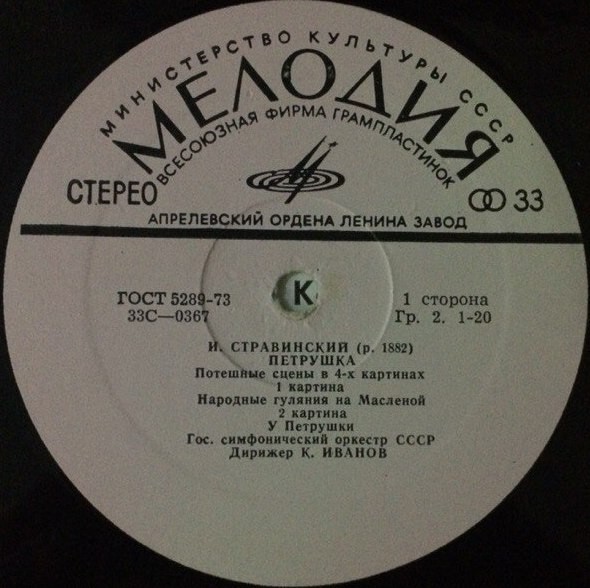 МИНИСТЕРСТВО КУЛЬТУРЫ СССР
МЕЛОДИЯ
ВСЕСОЮЗНАЯ ФИРМА ГРАМПЛАСТИНОК
СТЕРЕО
33
АПРЕЛЕВСКИЙ ОРДЕНА ЛЕНИНА ЗАВОД
ГОСТ 5289-73
33С—0367
К
1 сторона
Гр. 2. 1-20
И. СТРАВИНСКИЙ (р. 1882)
ПЕТРУШКА
Потешные сцены в 4-х картинах
1 картина
Народные гуляния на Масленой
2 картина
У Петрушки
Гос. симфонический оркестр СССР
Дирижер К. ИВАНОВ